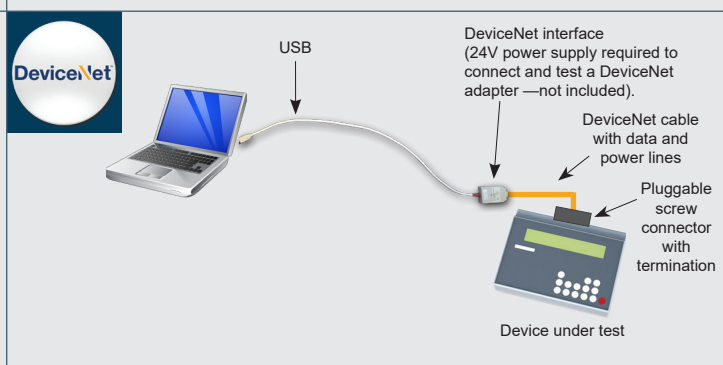 DeviceNet
USB
DeviceNet interface
(24V power supply required to
connect and test a DeviceNet
adapter —not included).
DeviceNet cable
with data and
power lines
Pluggable
screw
connector
with
termination
Device under test